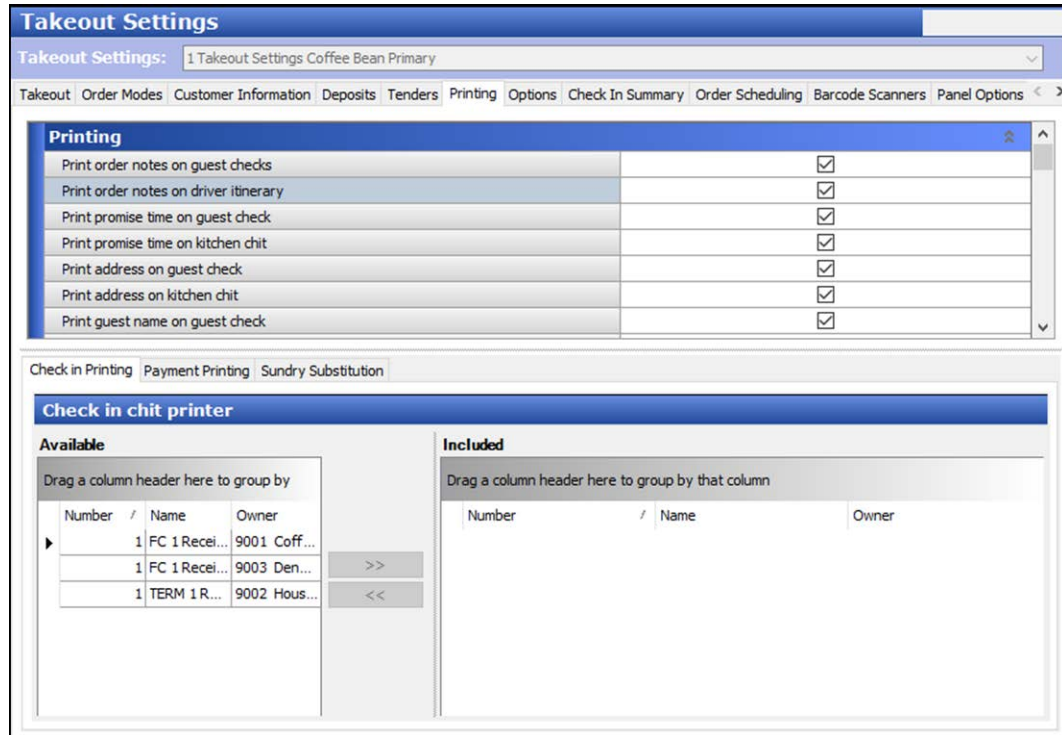 Takeout Settings
Takeout Settings: 1 Takeout Settings Coffee Bean Primary
Takeout Order Modes Customer Information Deposits Tenders Printing Options Check In Summary Order Scheduling Barcode Scanners Panel Options
Printing
Print order notes on guest checks
Print order notes on driver itinerary
Print promise time on guest check
Print promise time on kitchen chit
Print address on guest check
Print address on kitchen chit
Print guest name on guest check
Check in Printing Payment Printing Sundry Substitution
Check in chit printer
Available Included
Drag a column header here to group by Drag a column header here to group by that column
Number / Name Owner Number / Name Owner
1 FC 1 Recei... 9001 Coff...
1 FC 1 Recei... 9003 Den... >>
1 TERM 1 R... 9002 Hous... <<